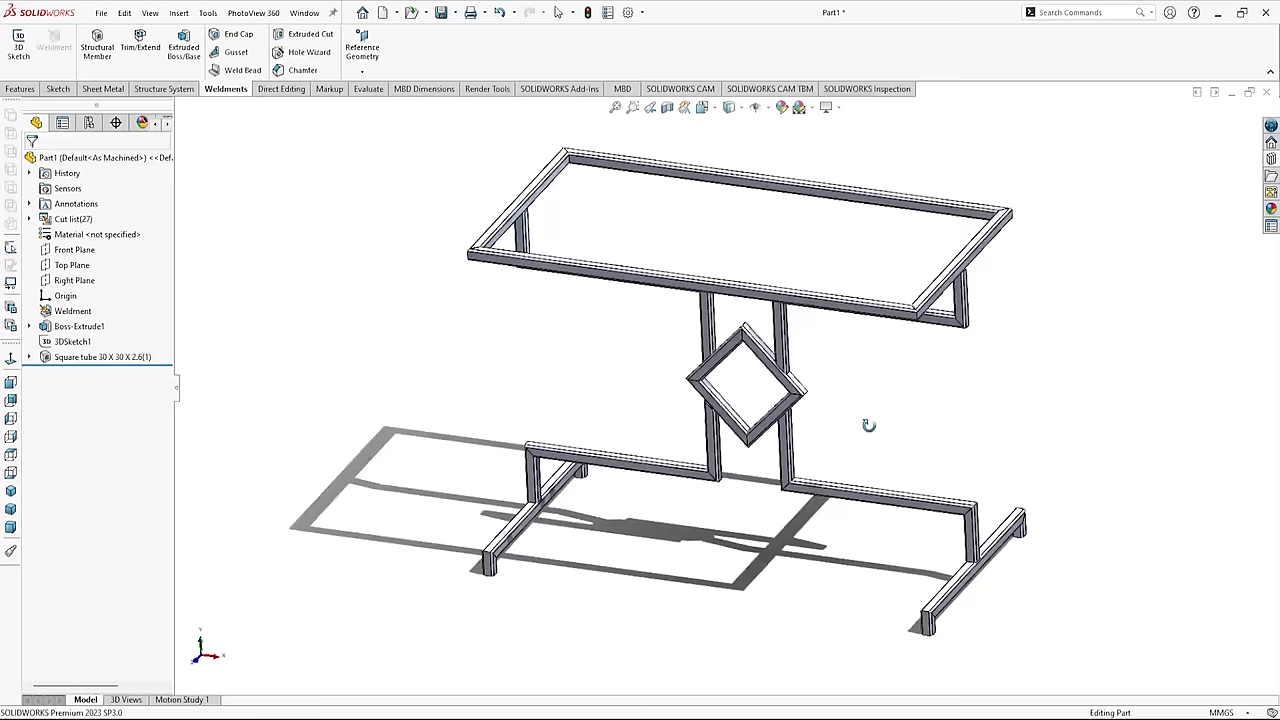 SOLIDWORKS File Edit View Insert Tools PhotoView 360 Window Part1 * Search Commands
3D Sketch
Weldment
Structural Member
Trim/Extend
Extruded Boss/Base
End Cap
Gusset
Weld Bead
Extruded Cut
Hole Wizard
Chamfer
Reference Geometry
Features Sketch Sheet Metal Structure System Weldments Direct Editing Markup Evaluate MBD Dimensions Render Tools SOLIDWORKS Add-Ins MBD SOLIDWORKS CAM SOLIDWORKS CAM TBM SOLIDWORKS Inspection
Part1 (Default<As Machined>) <<Def
History
Sensors
Annotations
Cut list(27)
Material <not specified>
Front Plane
Top Plane
Right Plane
Origin
Weldment
Boss-Extrude1
3DSketch1
Square tube 30 X 30 X 2.6(1)
Y
X
Z
Model 3D Views Motion Study 1
SOLIDWORKS Premium 2023 SP3.0 Editing Part MMGS